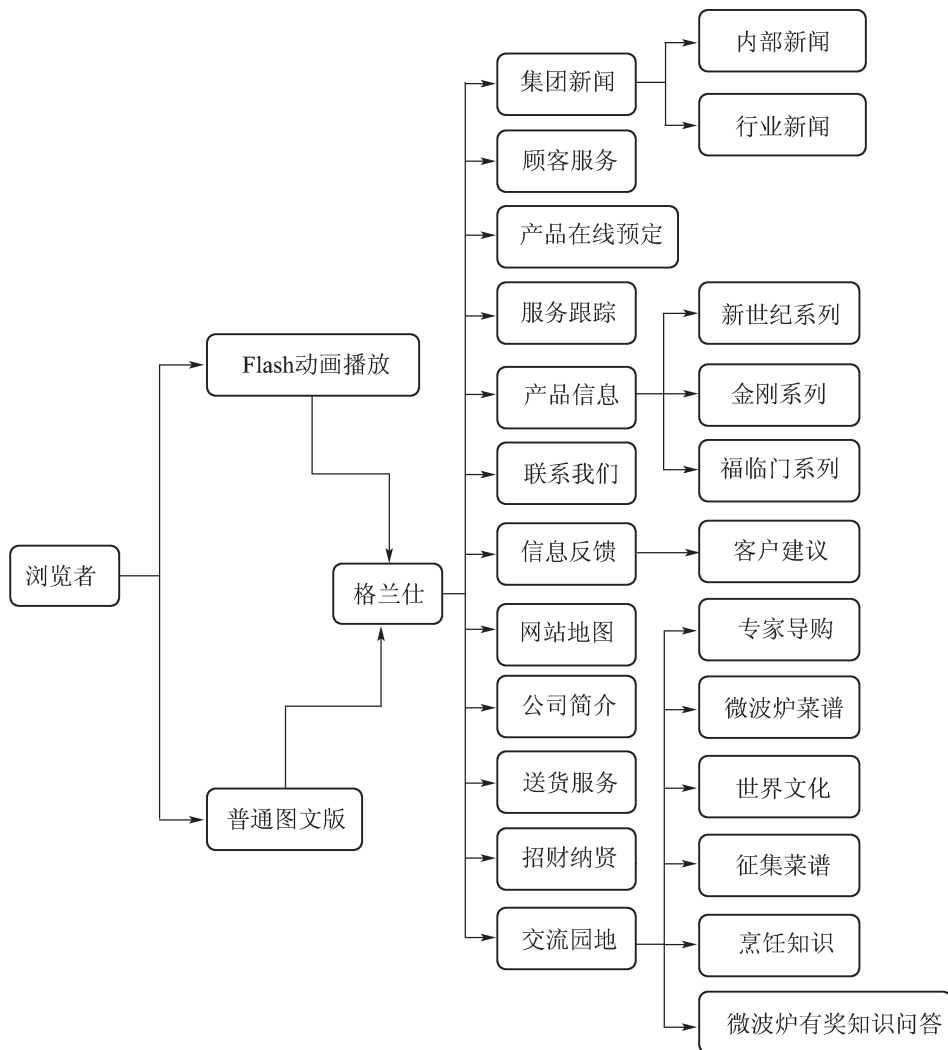 浏览者
Flash动画播放
普通图文版
格兰仕
集团新闻
顾客服务
产品在线预定
服务跟踪
产品信息
联系我们
信息反馈
网站地图
公司简介
送货服务
招财纳贤
交流园地
内部新闻
行业新闻
新世纪系列
金刚系列
福临门系列
客户建议
专家导购
微波炉菜谱
世界文化
征集菜谱
烹饪知识
微波炉有奖知识问答